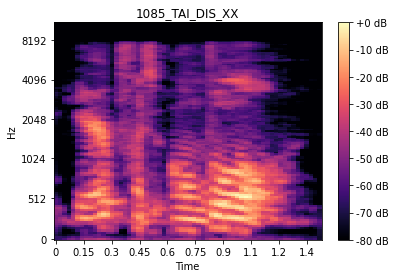 1085_TAI_DIS_XX
Hz
8192
4096
2048
1024
512
0
0 0.15 0.3 0.45 0.6 0.75 0.9 1.1 1.2 1.4
Time
+0 dB
-10 dB
-20 dB
-30 dB
-40 dB
-50 dB
-60 dB
-70 dB
-80 dB